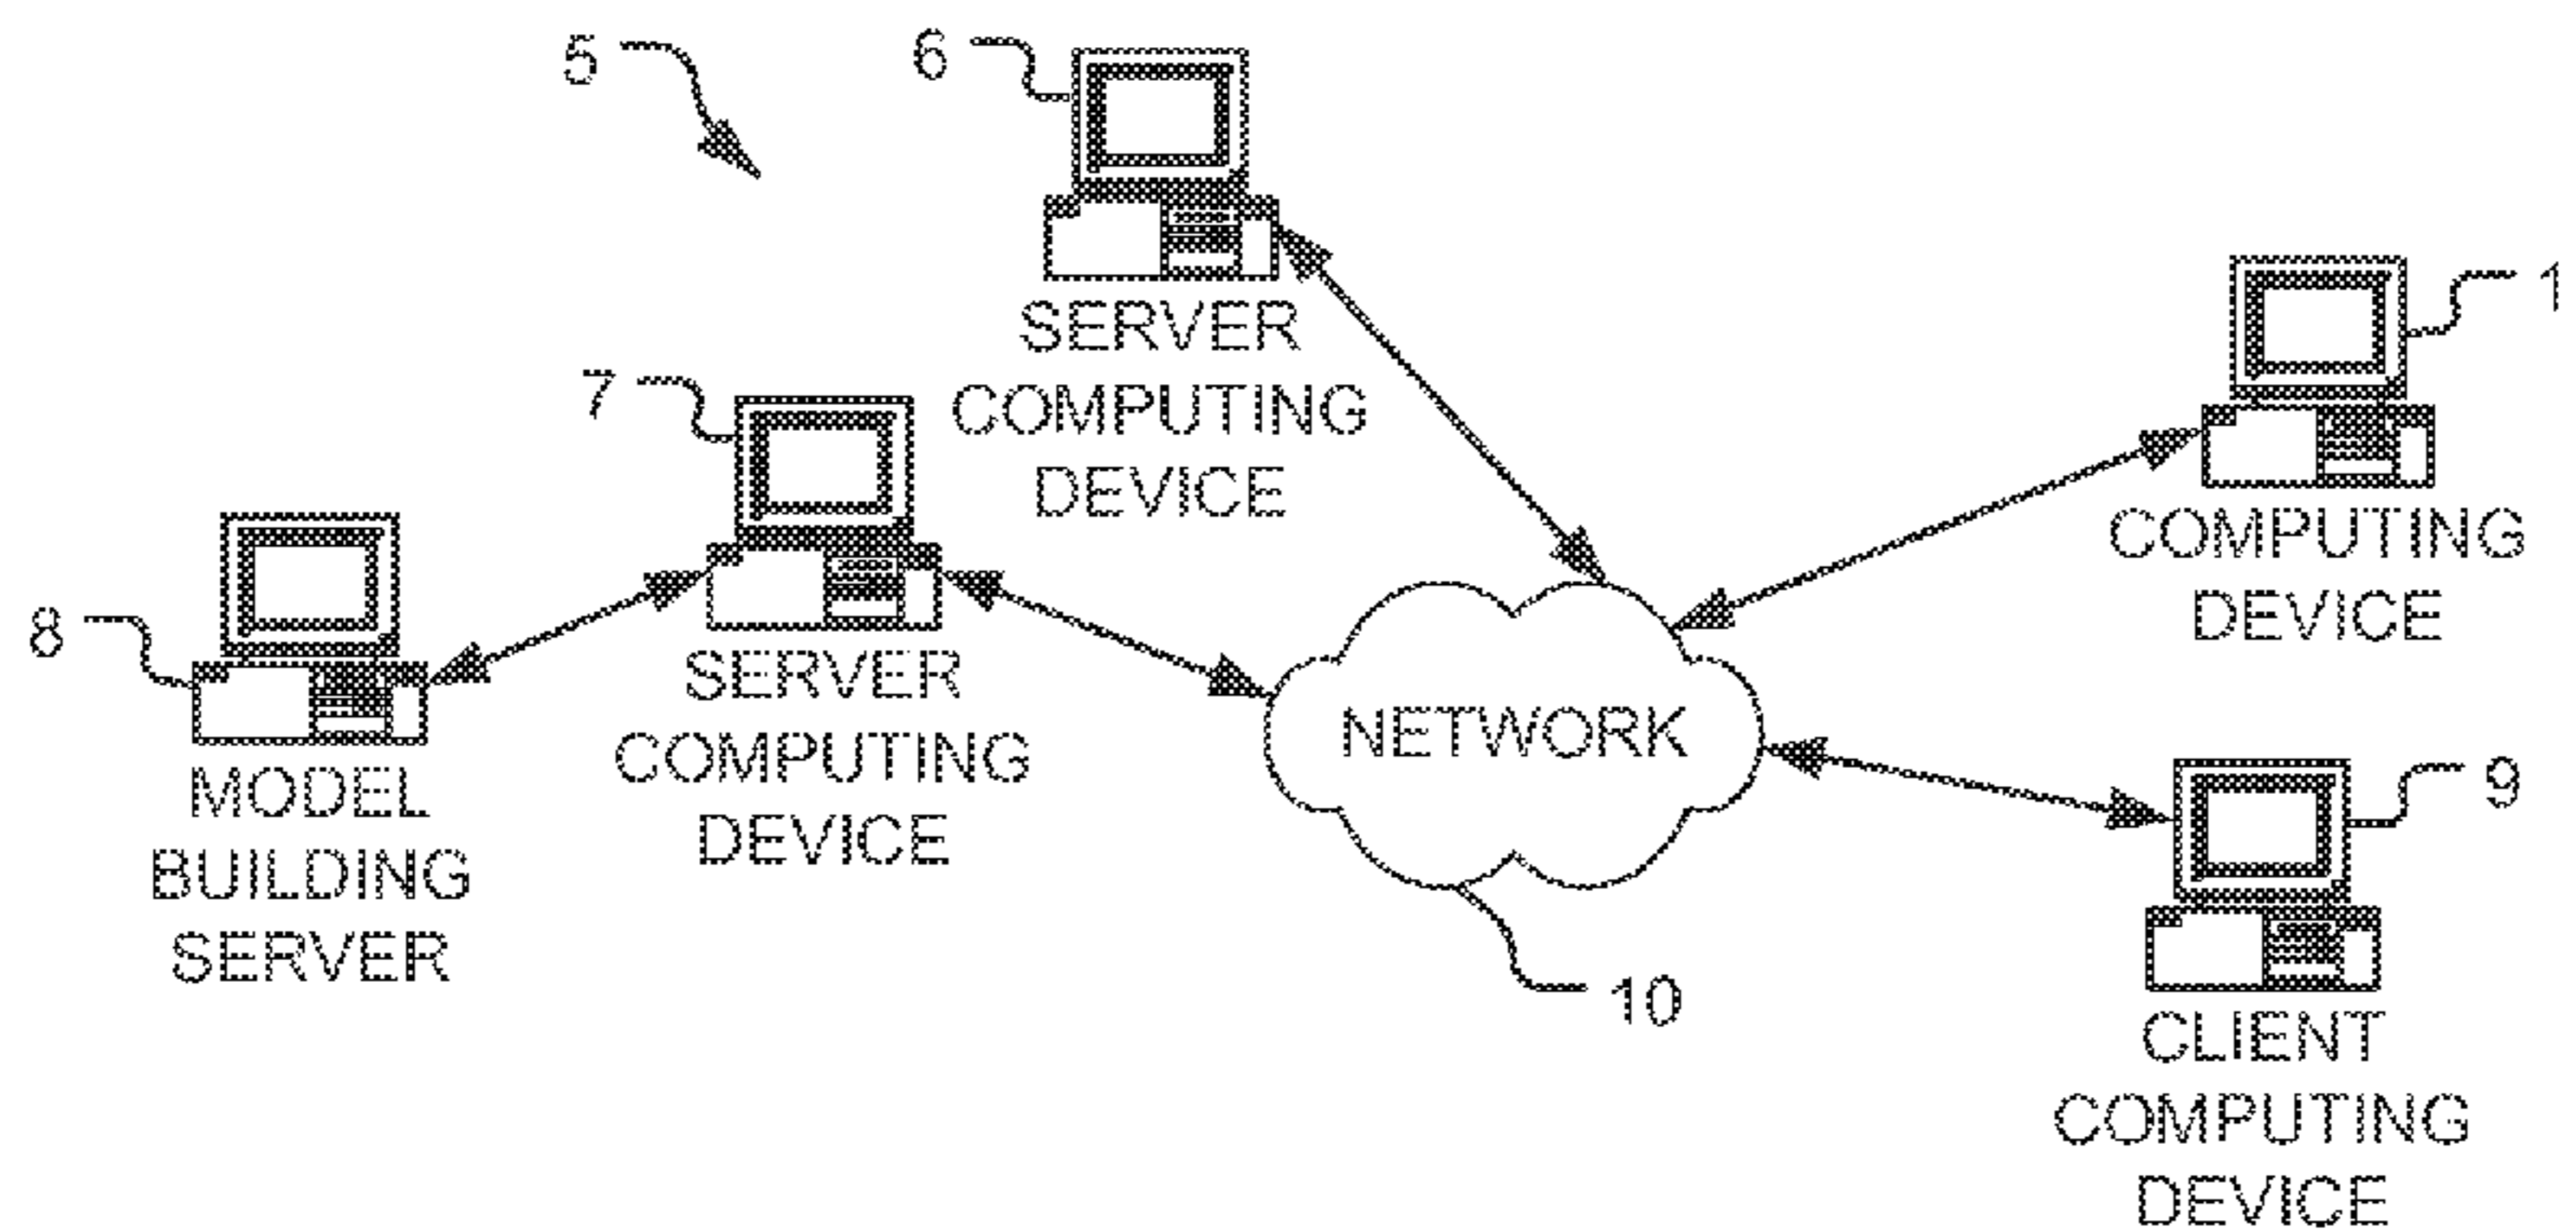 5
6
SERVER
COMPUTING
DEVICE
1
COMPUTING
DEVICE
7
SERVER
COMPUTING
DEVICE
8
MODEL
BUILDING
SERVER
NETWORK
10
9
CLIENT
COMPUTING
DEVICE